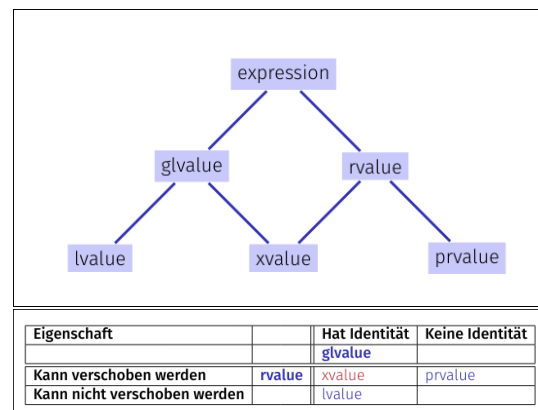 expression
glvalue rvalue
lvalue xvalue prvalue
Eigenschaft Hat Identität Keine Identität
glvalue
Kann verschoben werden rvalue xvalue prvalue
Kann nicht verschoben werden lvalue